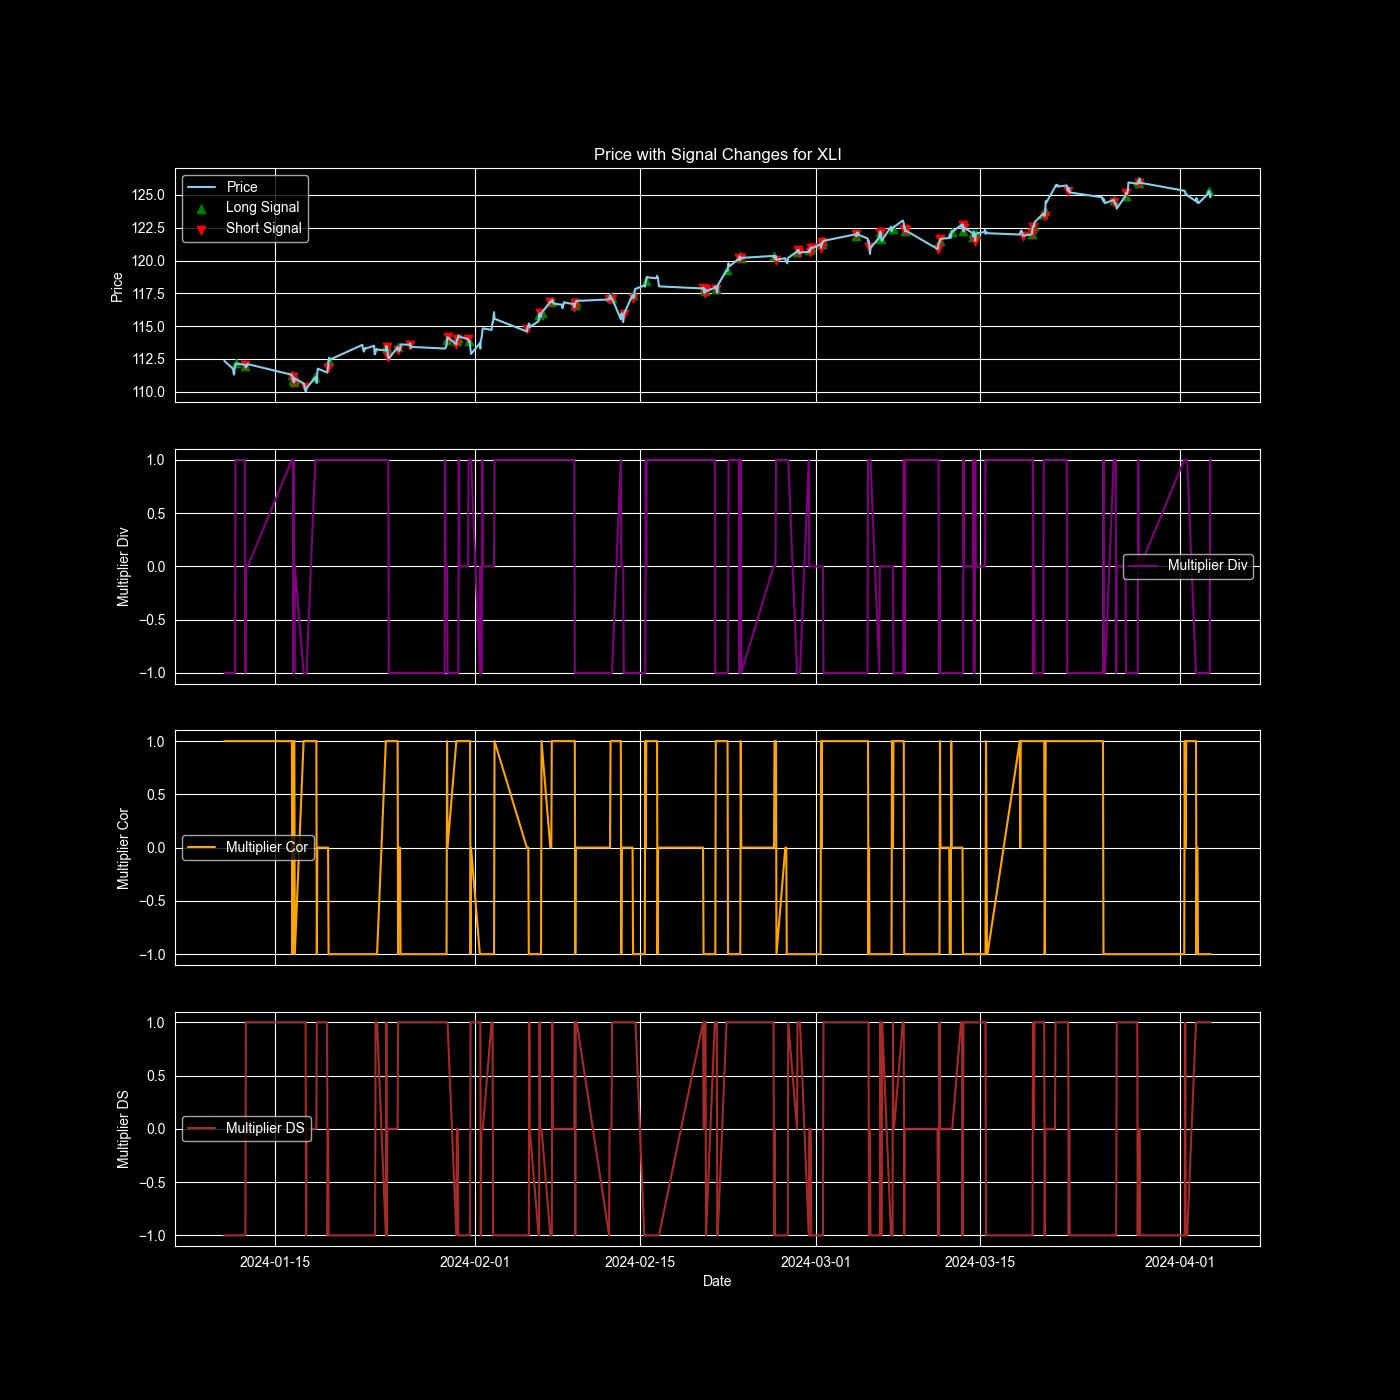 Price with Signal Changes for XLI
Price
125.0
122.5
120.0
117.5
115.0
112.5
110.0
Price
Long Signal
Short Signal
Multiplier Div
1.0
0.5
0.0
−0.5
−1.0
Multiplier Div
Multiplier Cor
1.0
0.5
0.0
−0.5
−1.0
Multiplier Cor
Multiplier DS
1.0
0.5
0.0
−0.5
−1.0
Multiplier DS
2024-01-15 2024-02-01 2024-02-15 2024-03-01 2024-03-15 2024-04-01
Date